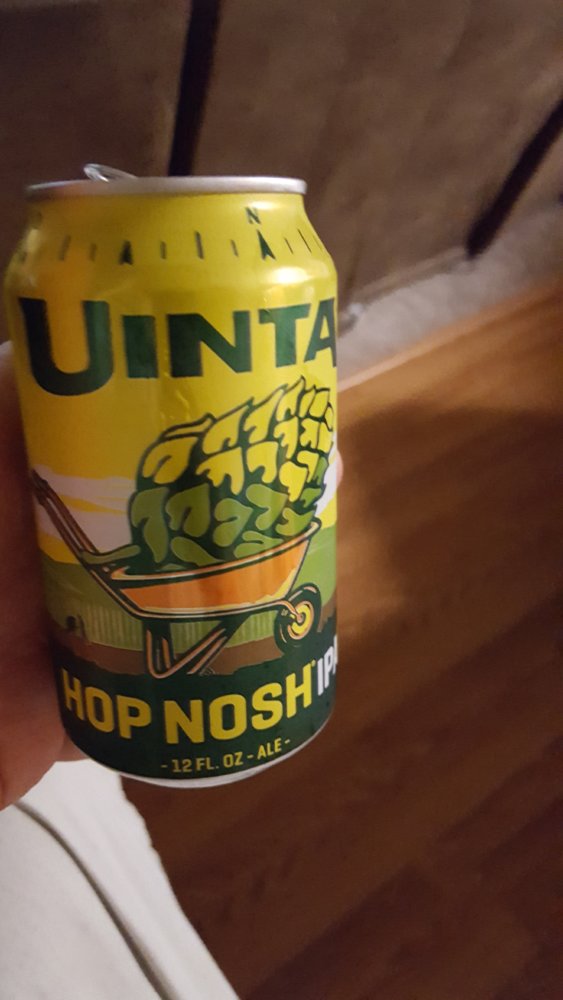 N
UINTA
HOP NOSH® IPA
- 12 FL. OZ - ALE -